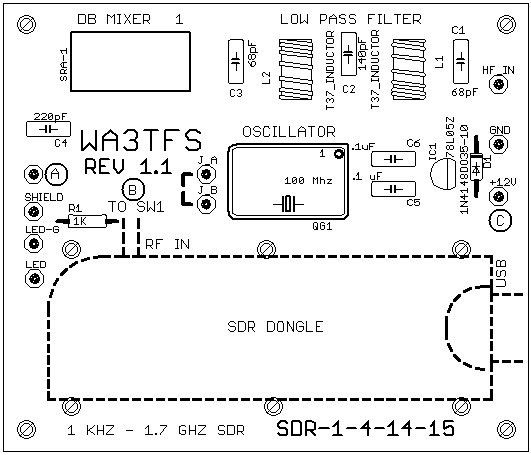 DB MIXER 1
LOW PASS FILTER
SRA-1
68pF
C3
L2
T37_INDUCTOR
140pF
C2
T37_INDUCTOR
L1
C1
68pF
HF_IN
220pF
C4
WA3TFS
REV 1.1
OSCILLATOR
1
100 Mhz
QG1
.1uF
C6
.1 uF
C5
IC1
78L05Z
GND
D1
1N4148DO35-10
+12V
C
A
B
J_A
J_B
TO SW1
SHIELD
R1
1K
LED-G
RF IN
LED
USB
SDR DONGLE
1 KHZ - 1.7 GHZ SDR
SDR-1-4-14-15